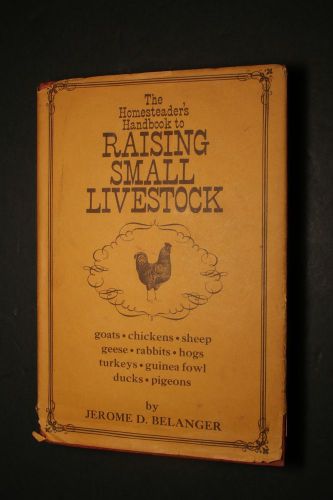 The
Homesteader's
Handbook to
RAISING
SMALL
LIVESTOCK
goats • chickens • sheep
geese • rabbits • hogs
turkeys • guinea fowl
ducks • pigeons
by
JEROME D. BELANGER